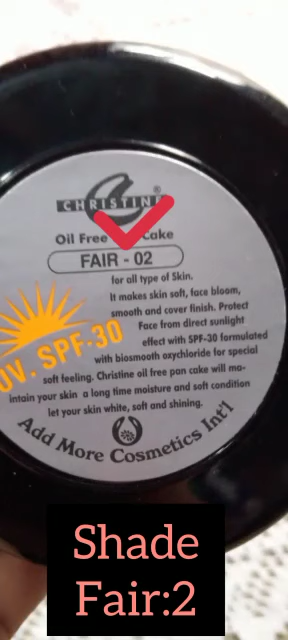 CHRISTINE®
Oil Free Cake
FAIR - 02
for all type of Skin.
It makes skin soft, face bloom,
smooth and cover finish. Protect
Face from direct sunlight
effect with SPF-30 formulated
with biosmooth oxychloride for special
soft feeling. Christine oil free pan cake will ma-
intain your skin a long time moisture and soft condition
let your skin white, soft and shining.
UV. SPF-30
Add More Cosmetics Int'l
Shade
Fair:2